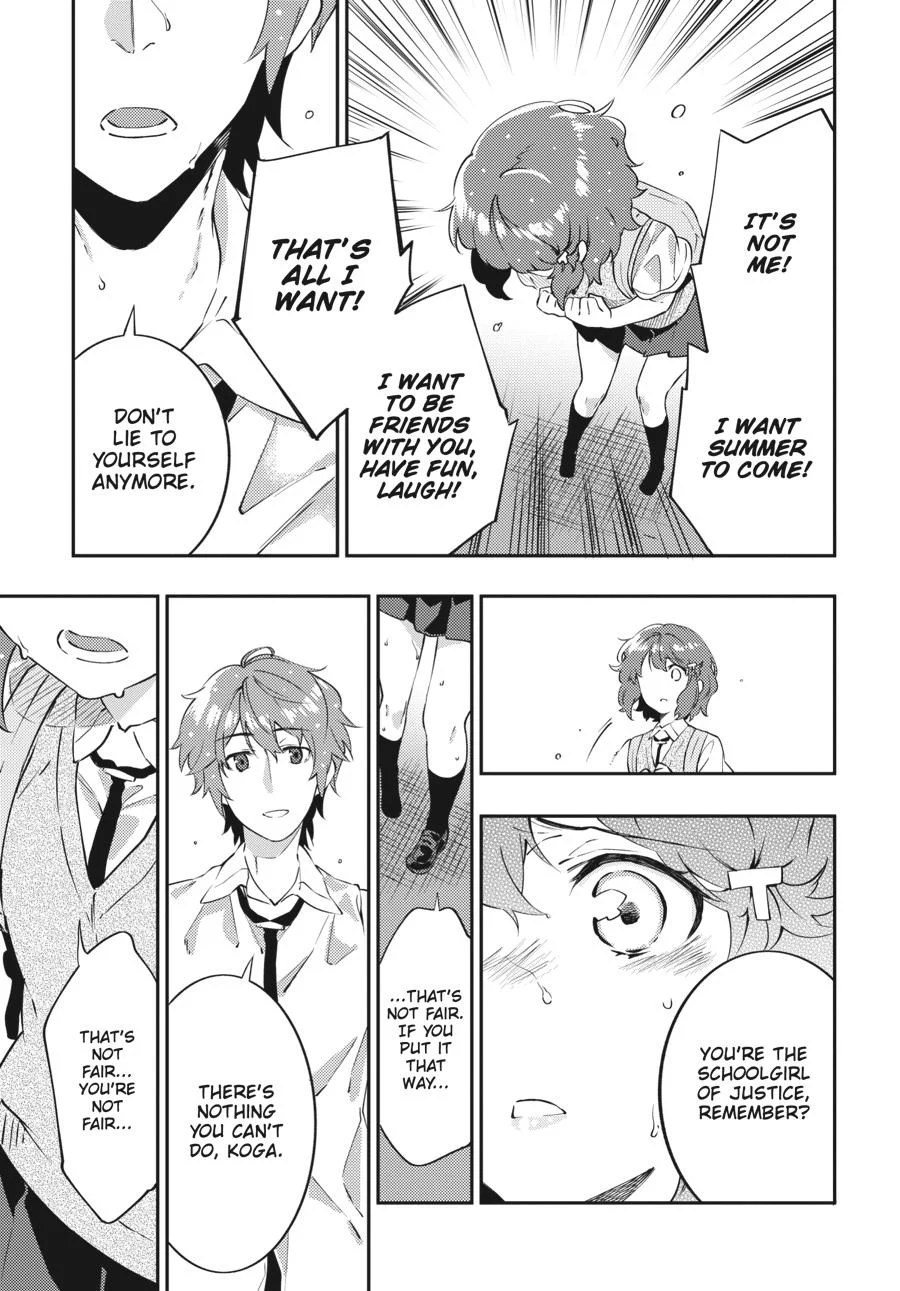 IT'S
NOT
ME!
I WANT
SUMMER
TO COME!
I WANT
TO BE
FRIENDS
WITH YOU,
HAVE FUN,
LAUGH!
THAT'S
ALL I
WANT!
DON'T
LIE TO
YOURSELF
ANYMORE.
T
YOU'RE THE
SCHOOLGIRL
OF JUSTICE,
REMEMBER?
...THAT'S
NOT FAIR.
IF YOU
PUT IT
THAT
WAY...
THERE'S
NOTHING
YOU CAN'T
DO, KOGA.
THAT'S
NOT
FAIR...
YOU'RE
NOT
FAIR...